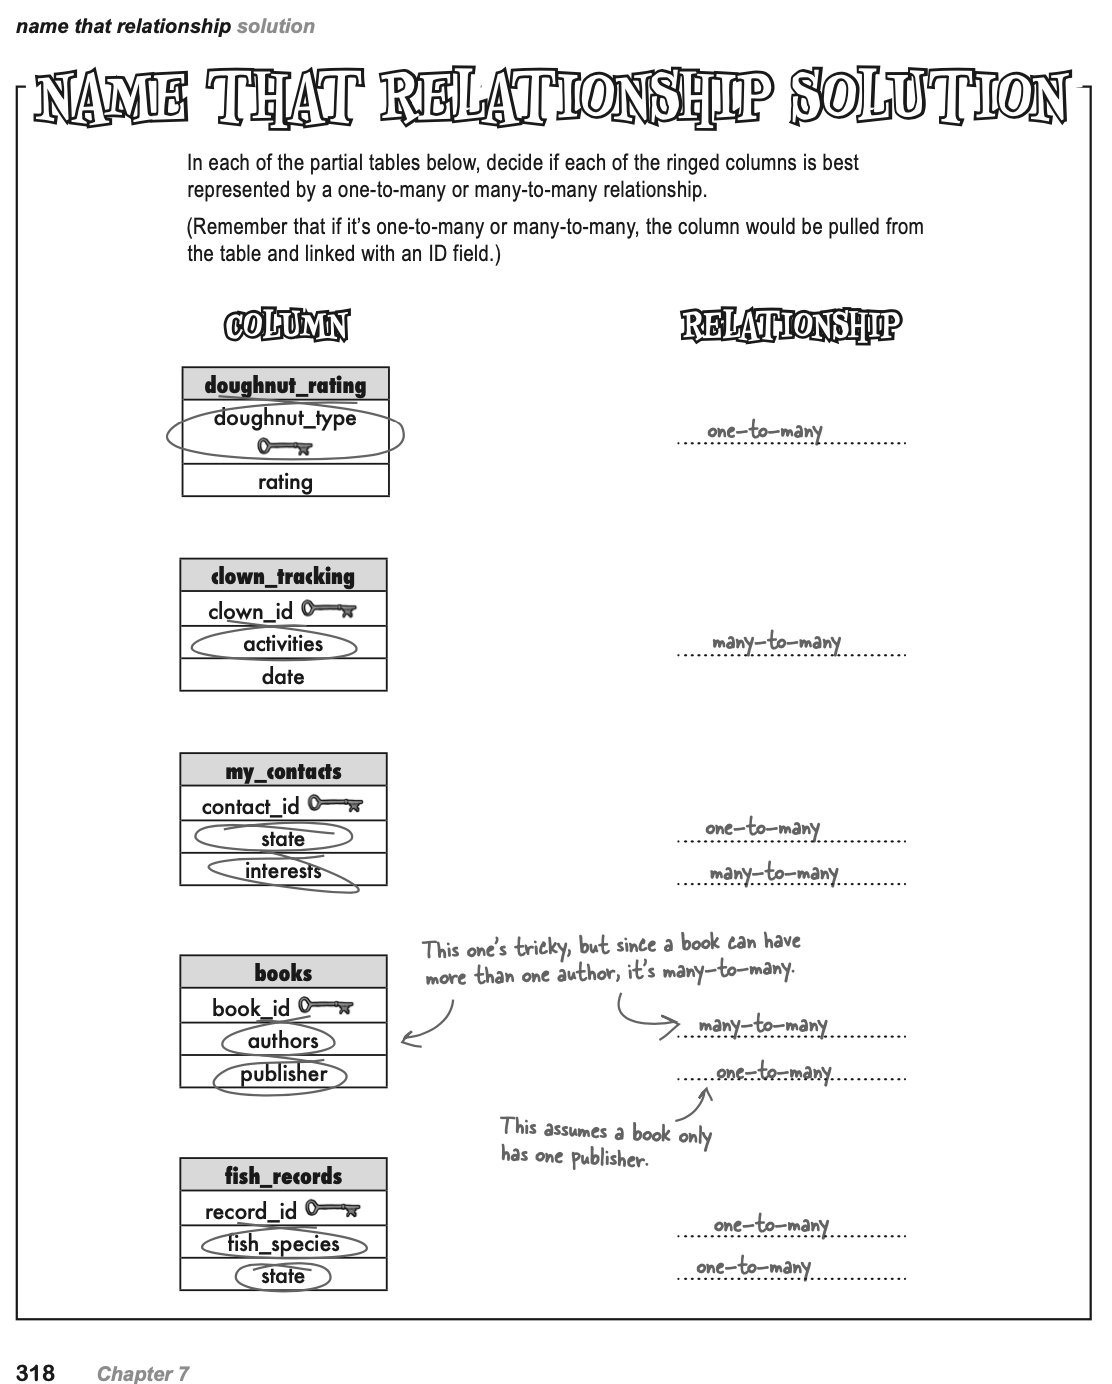 name that relationship solution
NAME THAT RELATIONSHIP SOLUTION
In each of the partial tables below, decide if each of the ringed columns is best
represented by a one-to-many or many-to-many relationship.
(Remember that if it’s one-to-many or many-to-many, the column would be pulled from
the table and linked with an ID field.)
COLUMN
RELATIONSHIP
doughnut_rating
doughnut_type
one-to-many
rating
clown_tracking
clown_id
activities
many-to-many
date
my_contacts
contact_id
state
one-to-many
interests
many-to-many
This one’s tricky, but since a book can have
more than one author, it’s many-to-many.
books
book_id
authors
many-to-many
publisher
one-to-many
This assumes a book only
has one publisher.
fish_records
record_id
fish_species
one-to-many
state
one-to-many
318 Chapter 7